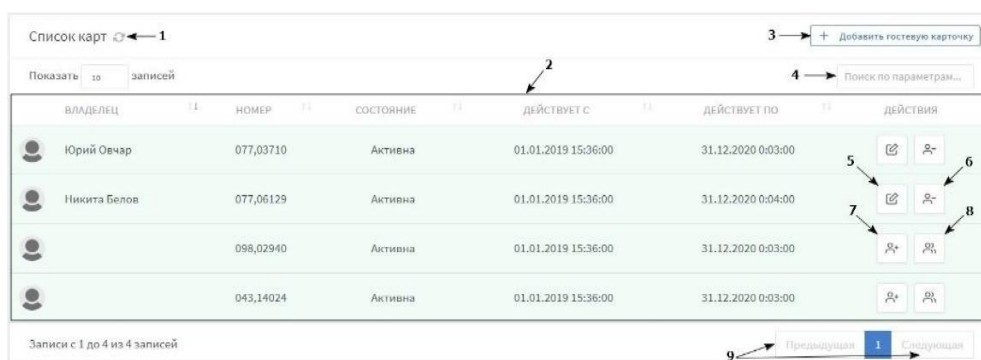 Список карт 1 3 + Добавить гостевую карточку
Показать 10 записей 2 4 Поиск по параметрам...
ВЛАДЕЛЕЦ НОМЕР СОСТОЯНИЕ ДЕЙСТВУЕТ С ДЕЙСТВУЕТ ПО ДЕЙСТВИЯ
Юрий Овчар 077,03710 Активна 01.01.2019 15:36:00 31.12.2020 0:03:00
5 6
Никита Белов 077,06129 Активна 01.01.2019 15:36:00 31.12.2020 0:04:00
7 8
098,02940 Активна 01.01.2019 15:36:00 31.12.2020 0:03:00
043,14024 Активна 01.01.2019 15:36:00 31.12.2020 0:03:00
Записи с 1 до 4 из 4 записей Предыдущая 1 Следующая
9